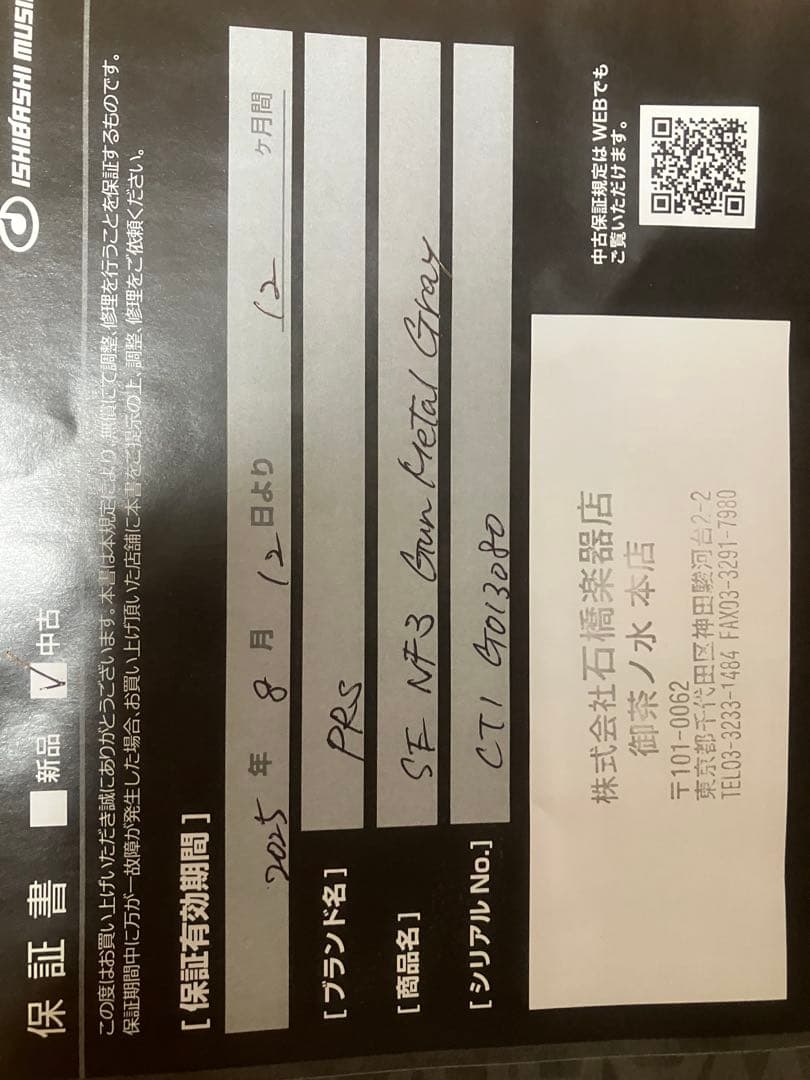 ISHIBASHI MUSI
保証書 新品 中古
この度はお買い上げいただき誠にありがとうございます。本書は本規定により、無償にて調整、修理を行うことを保証するものです。
保証期間中に万が一故障が発生した場合、お買い上げ頂いた店舗に本書をご提示の上、調整、修理をご依頼ください。
[保証有効期間] 2025 年 8 月 12 日より 12 ヶ月間
[ブランド名] PRS
[商品名] SE NF3 Gun Metal Gray
[シリアルNo.] CTI G013080
中古保証規定はWEBでも
ご覧いただけます。
株式会社石橋楽器店
御茶ノ水本店
〒101-0062
東京都千代田区神田駿河台2-2
TEL03-3233-1484 FAX03-3291-7980